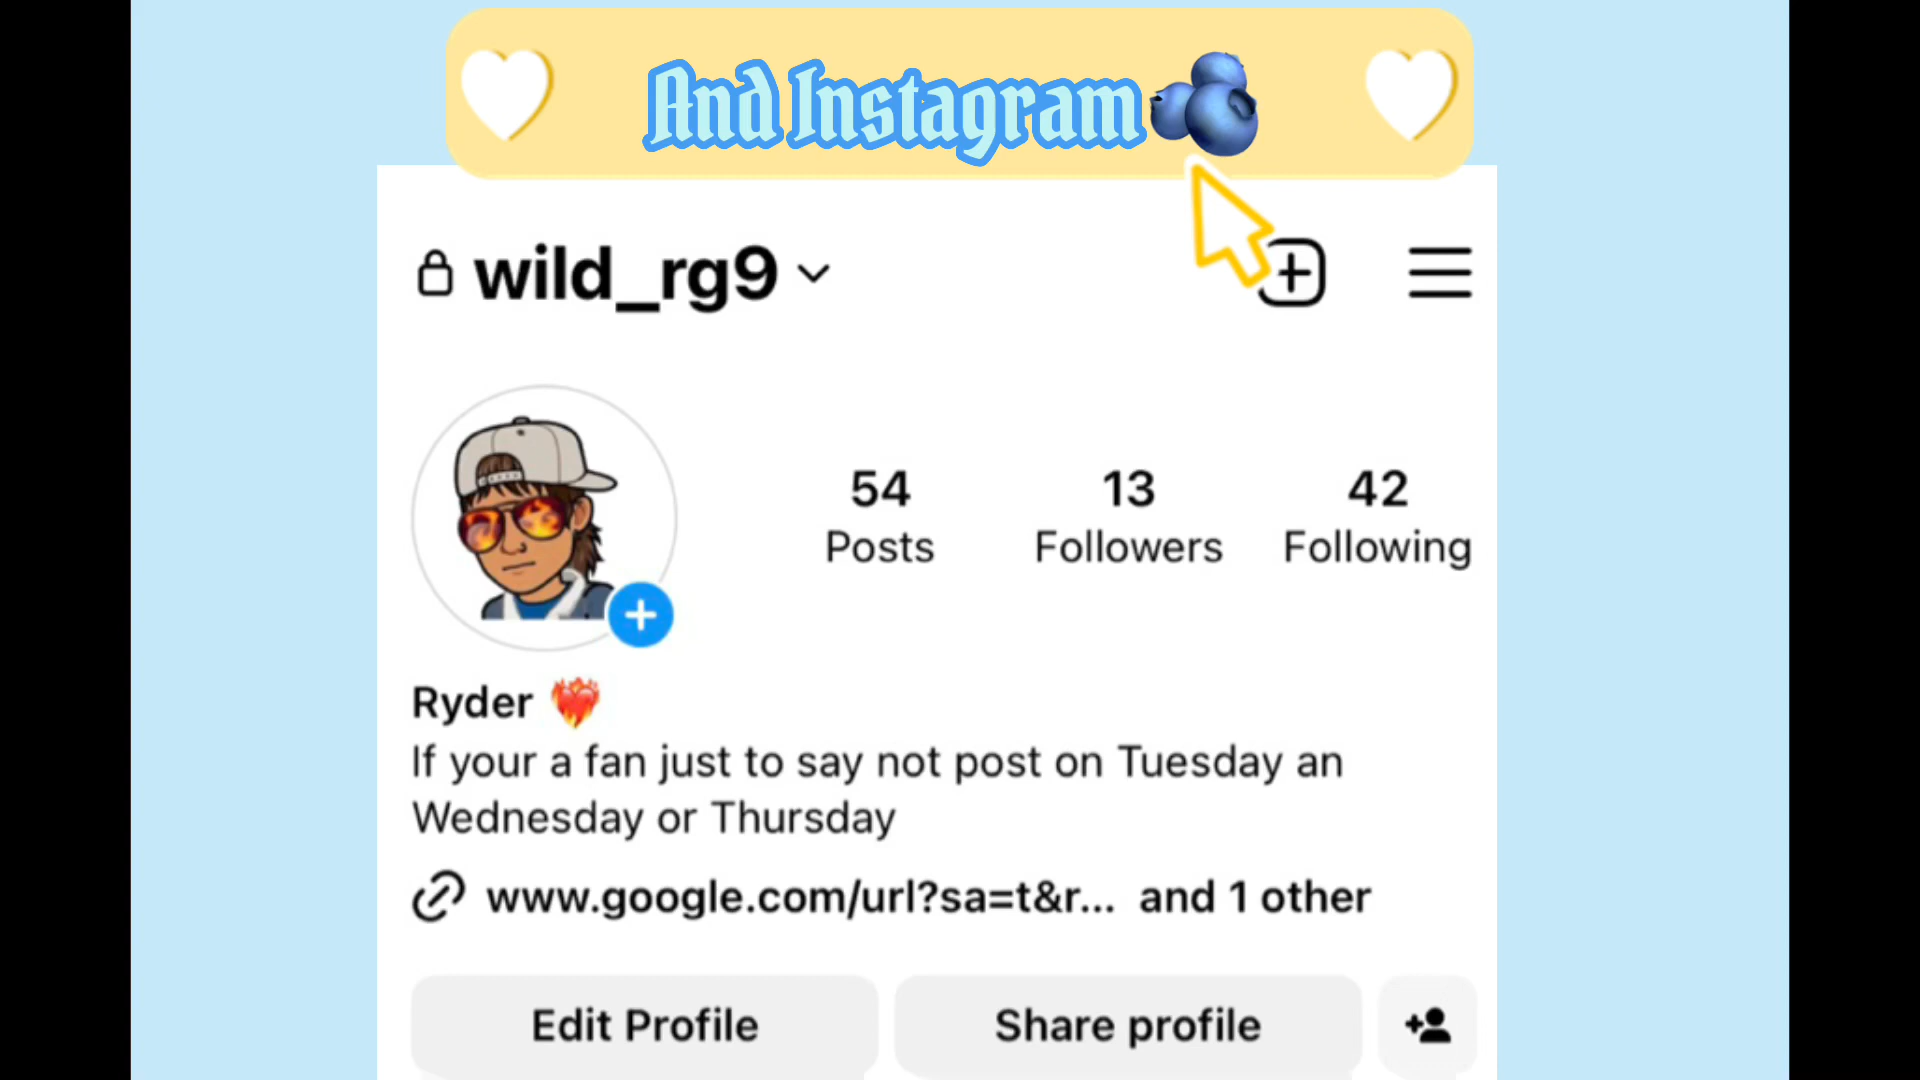 And Instagram🫐
wild_rg9
54 13 42
Posts Followers Following
Ryder ❤️‍🔥
If your a fan just to say not post on Tuesday an
Wednesday or Thursday
www.google.com/url?sa=t&r... and 1 other
Edit Profile Share profile